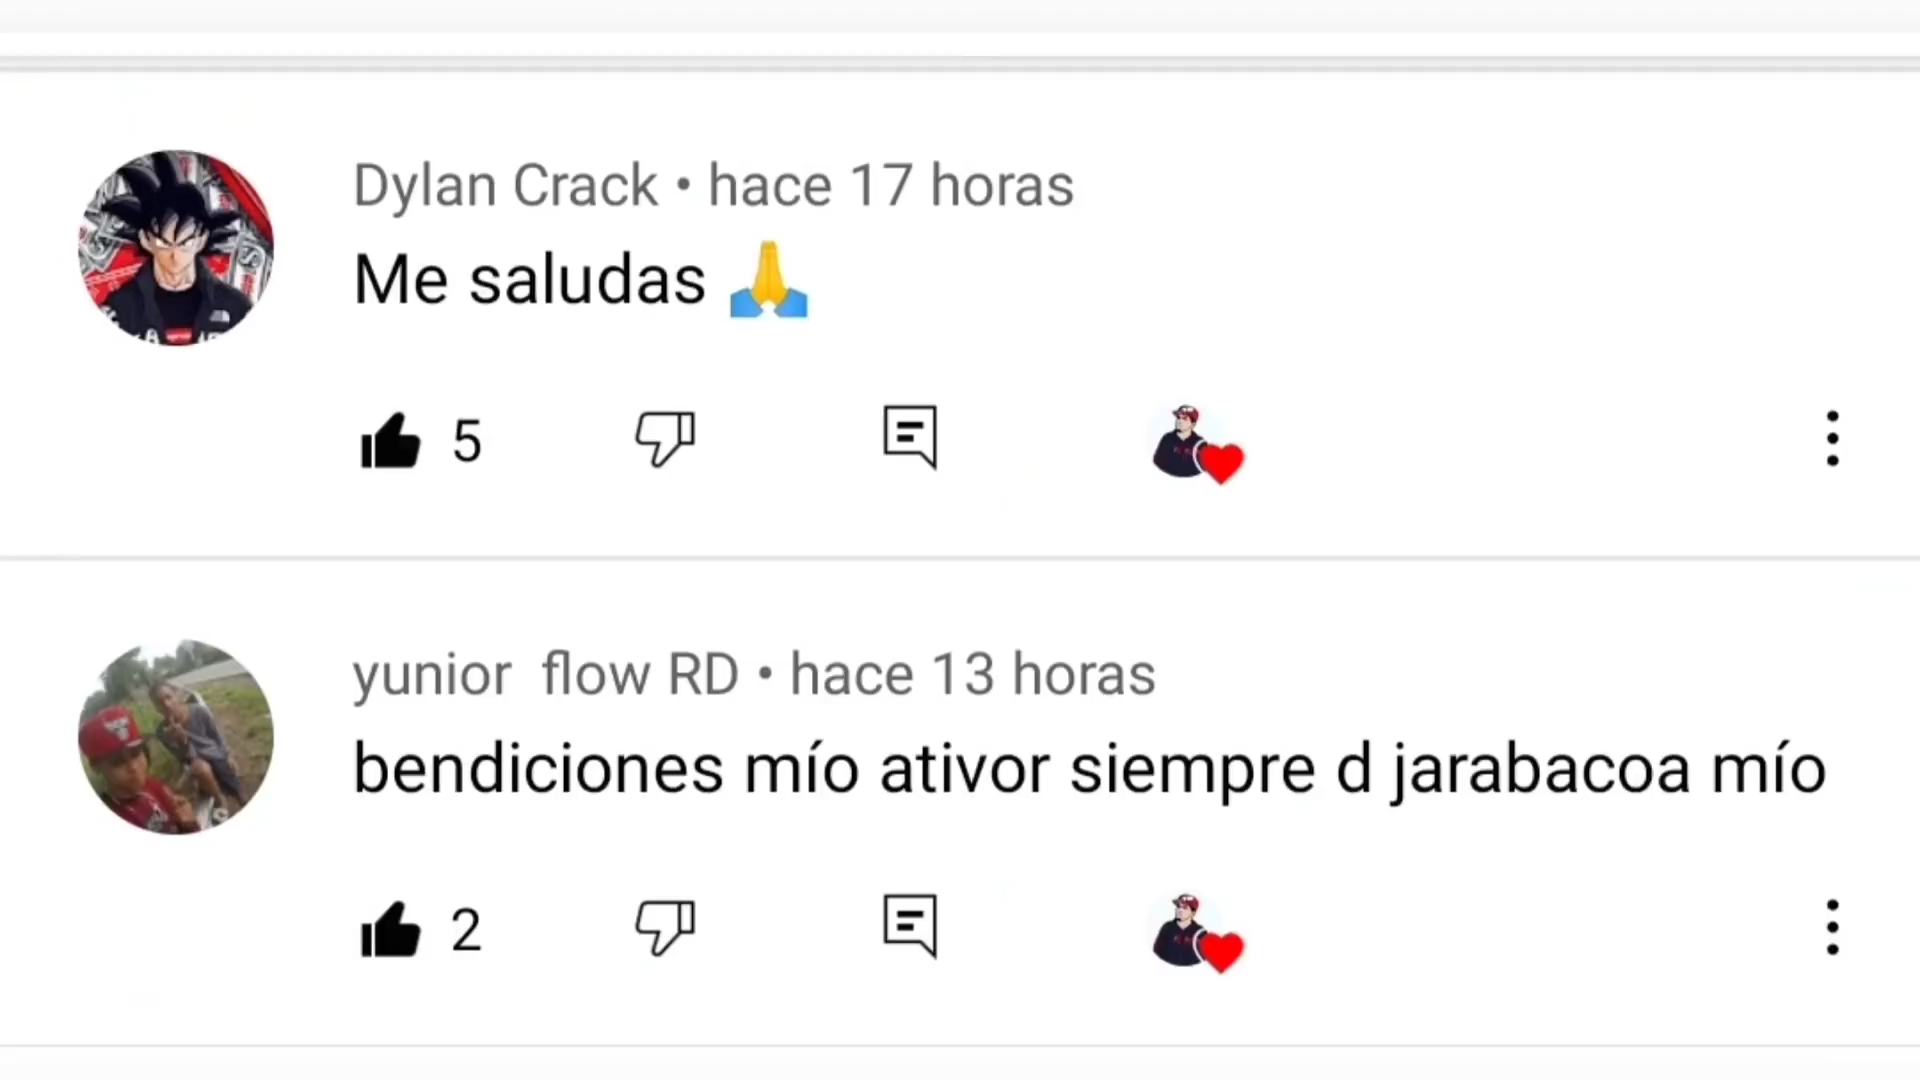 Dylan Crack • hace 17 horas
Me saludas 🙏
5
yunior flow RD • hace 13 horas
bendiciones mío ativor siempre d jarabacoa mío
2